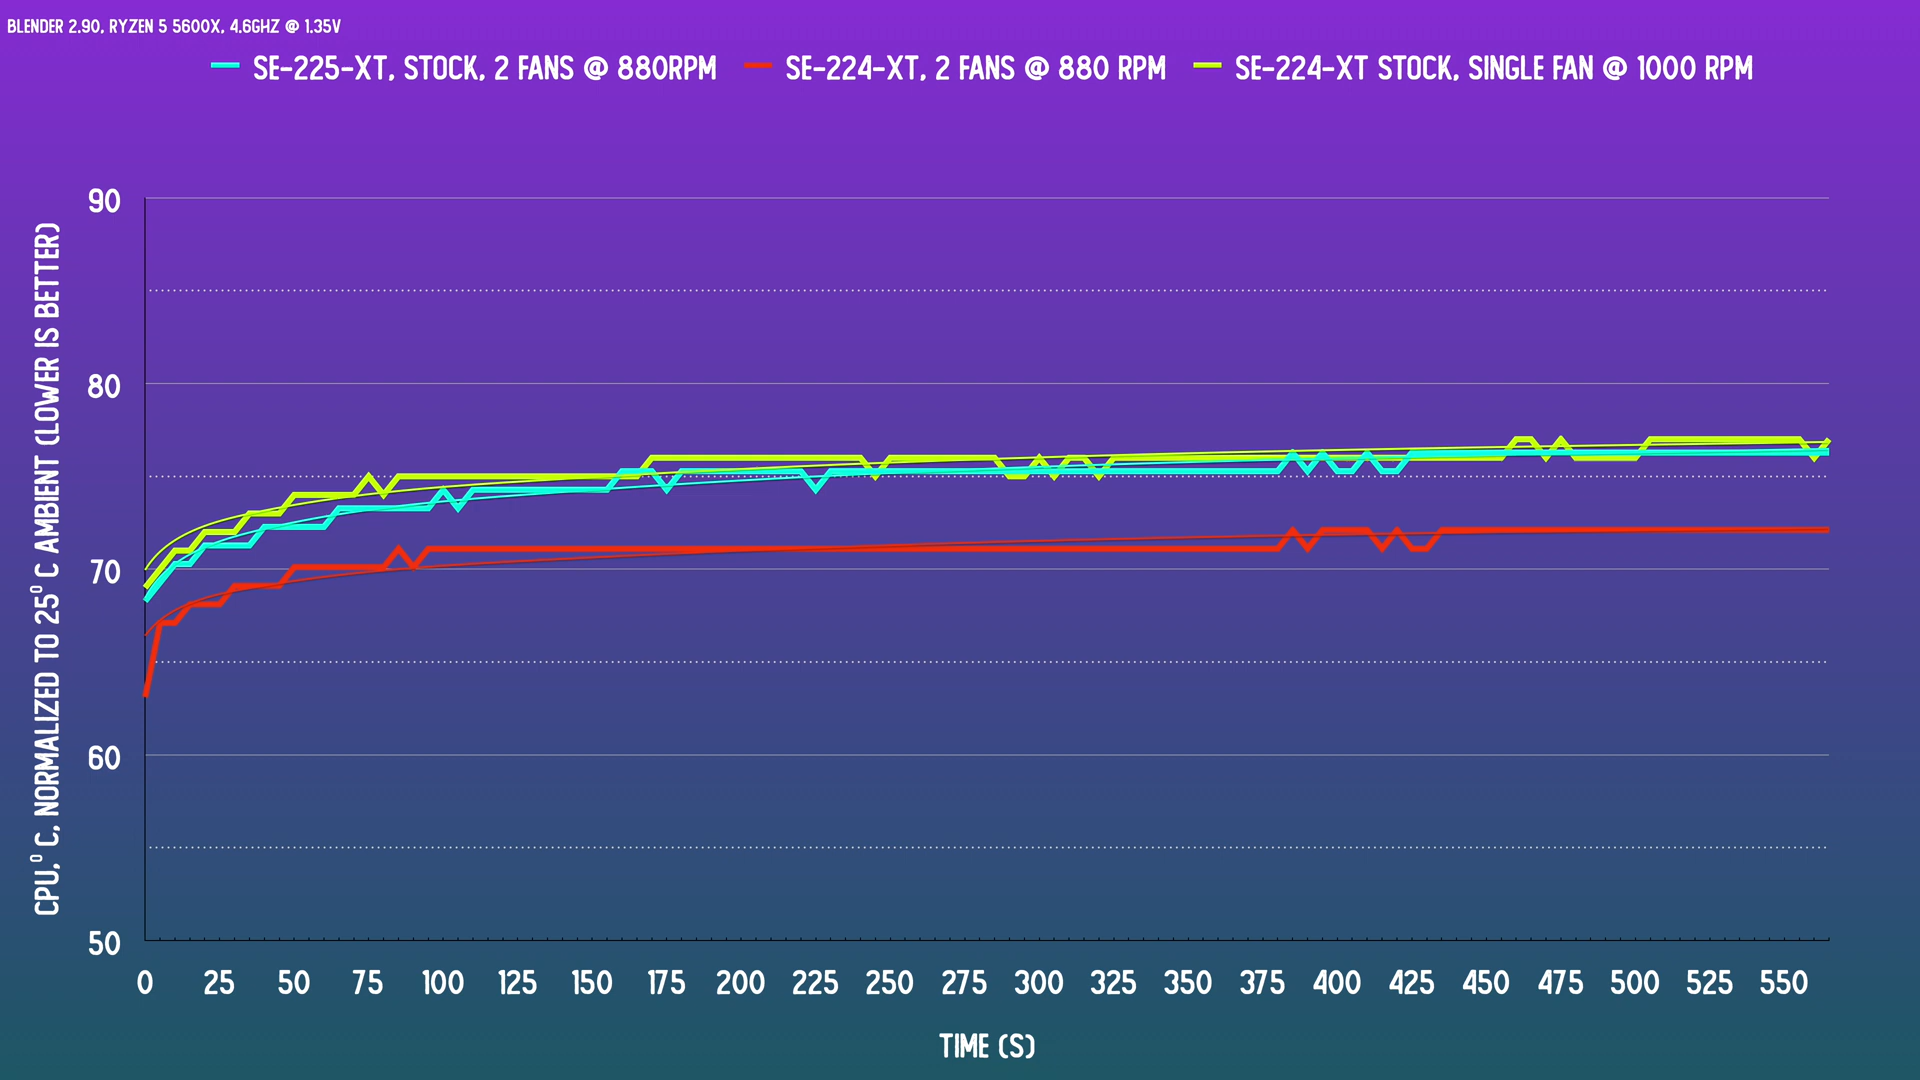 BLENDER 2.90, RYZEN 5 5600X, 4.6GHZ @ 1.35V
SE-225-XT, STOCK, 2 FANS @ 880RPM SE-224-XT, 2 FANS @ 880 RPM SE-224-XT STOCK, SINGLE FAN @ 1000 RPM
CPU,° C, NORMALIZED TO 25° C AMBIENT (LOWER IS BETTER)
90
80
70
60
50
0 25 50 75 100 125 150 175 200 225 250 275 300 325 350 375 400 425 450 475 500 525 550
TIME (S)